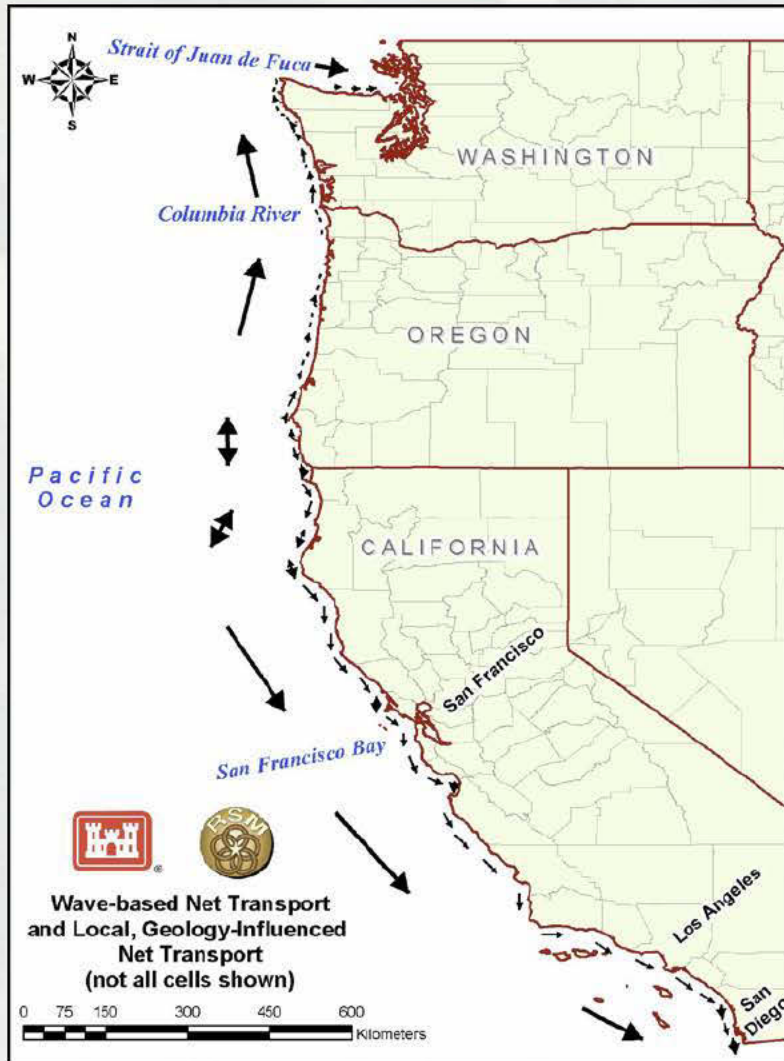 N
W E
S
Strait of Juan de Fuca
WASHINGTON
Columbia River
OREGON
Pacific
Ocean
CALIFORNIA
San Francisco
San Francisco Bay
RSM
®
Wave-based Net Transport
and Local, Geology-Influenced
Net Transport
(not all cells shown)
Los Angeles
San
Diego
0 75 150 300 450 600
Kilometers